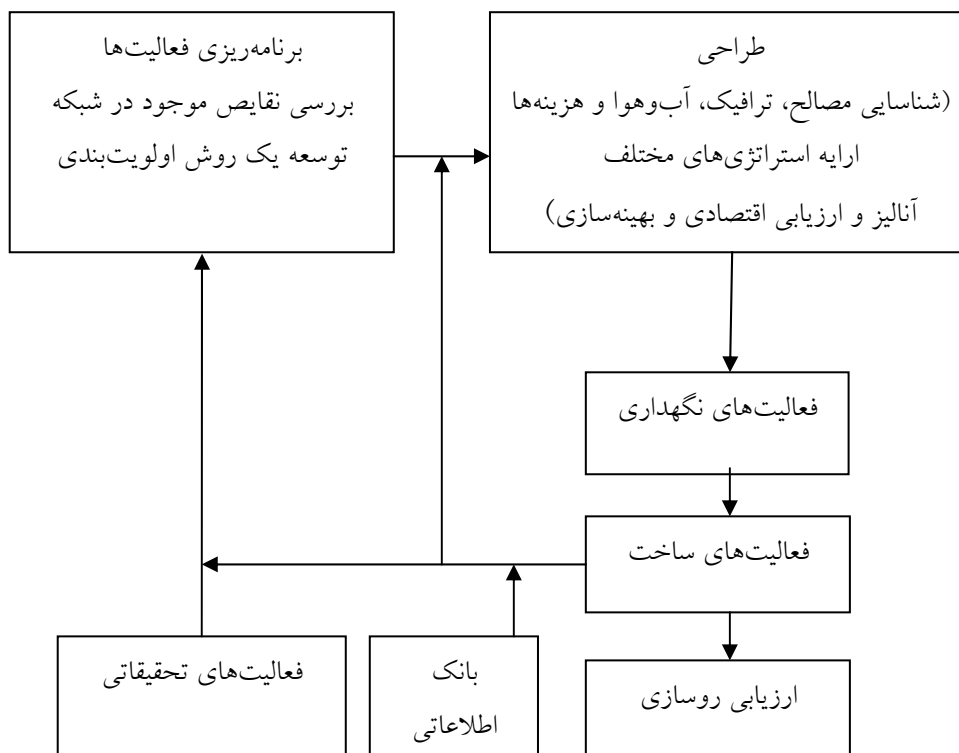 برنامه‌ریزی فعالیت‌ها
بررسی نقایص موجود در شبکه
توسعه یک روش اولویت‌بندی
طراحی
(شناسایی مصالح، ترافیک، آب‌وهوا و هزینه‌ها
ارایه استراتژی‌های مختلف
آنالیز و ارزیابی اقتصادی و بهینه‌سازی)
فعالیت‌های نگهداری
فعالیت‌های ساخت
ارزیابی روسازی
بانک
اطلاعاتی
فعالیت‌های تحقیقاتی